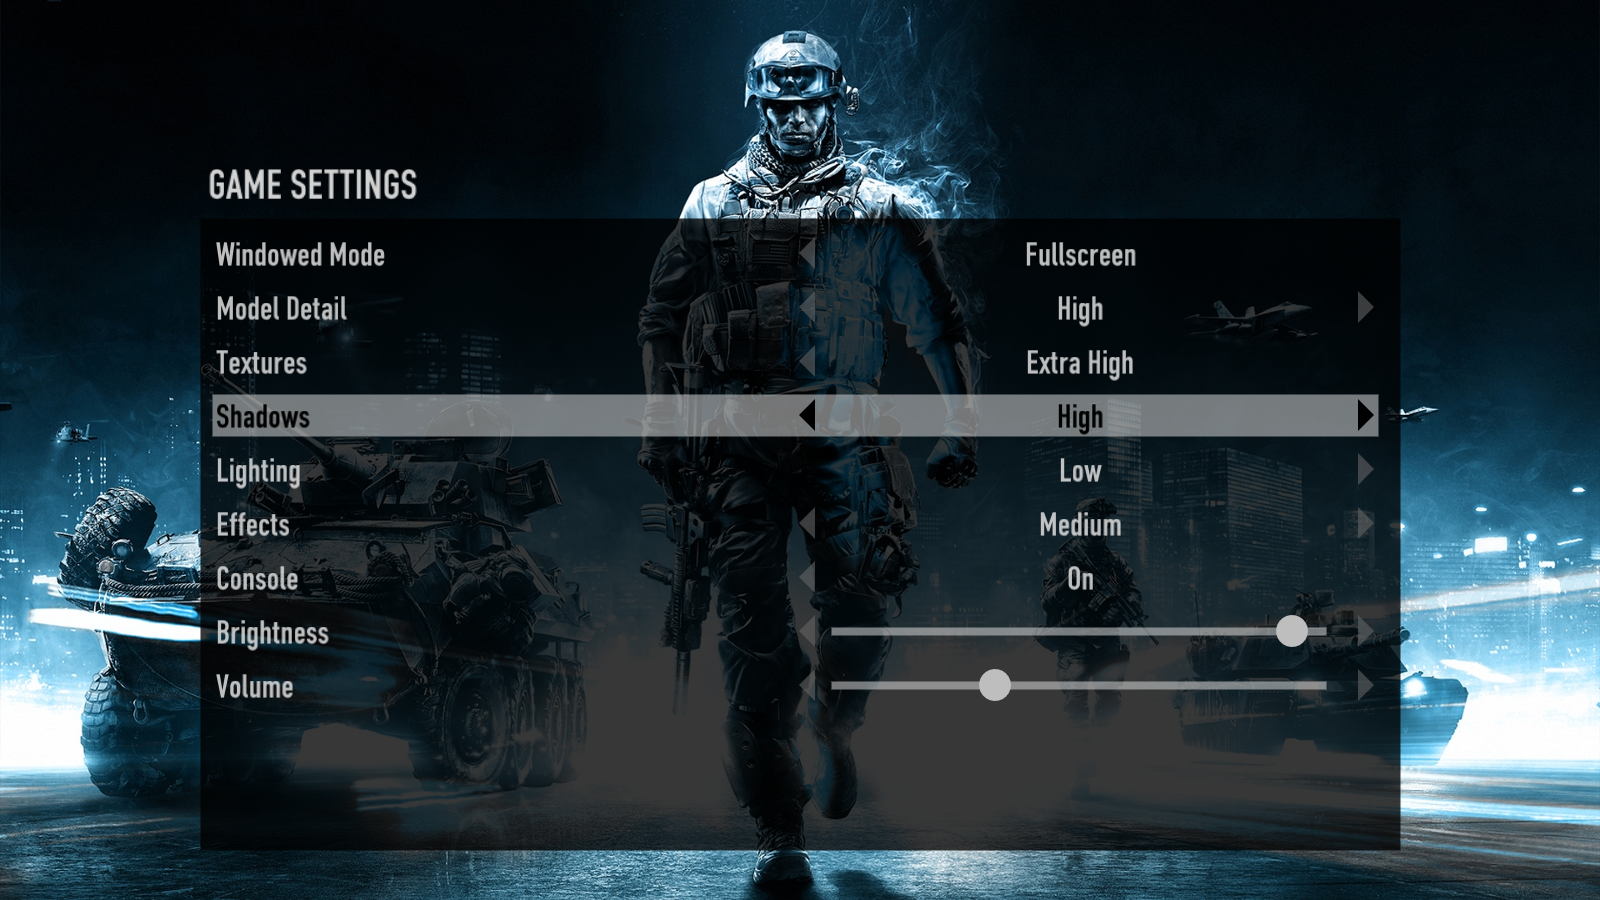 GAME SETTINGS
Windowed Mode Fullscreen
Model Detail High
Textures Extra High
Shadows High
Lighting Low
Effects Medium
Console On
Brightness
Volume